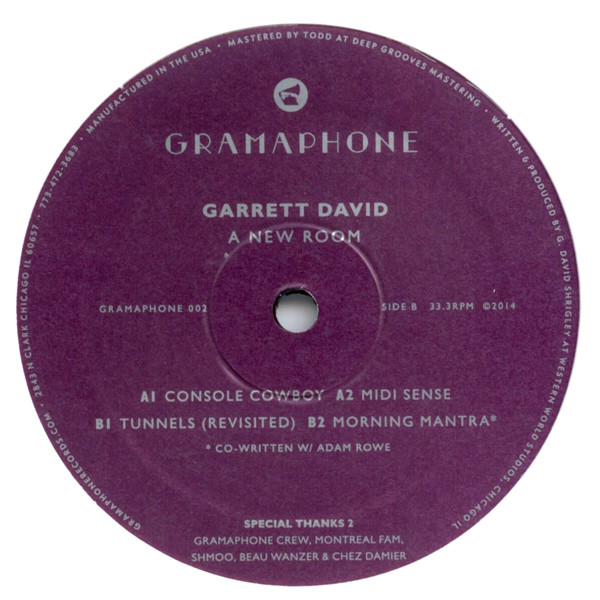 GRAMAPHONERECORDS.COM • 2843 N CLARK CHICAGO IL 60657 • 773-472-3683 • MANUFACTURED IN THE USA • MASTERED BY TODD AT DEEP GROOVES MASTERING • WRITTEN & PRODUCED BY G. DAVID SHRIGLEY AT WESTERN WORLD STUDIOS, CHICAGO IL
GRAMAPHONE
GARRETT DAVID
A NEW ROOM
GRAMAPHONE 002 SIDE B 33.3RPM ©2014
A1 CONSOLE COWBOY A2 MIDI SENSE
B1 TUNNELS (REVISITED) B2 MORNING MANTRA*
* CO-WRITTEN W/ ADAM ROWE
SPECIAL THANKS 2
GRAMAPHONE CREW, MONTREAL FAM,
SHMOO, BEAU WANZER & CHEZ DAMIER